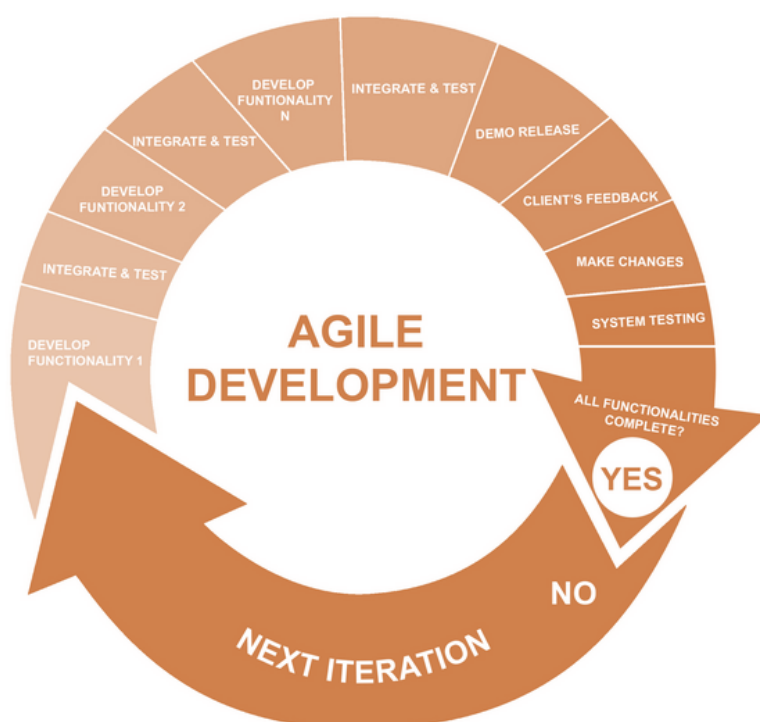 AGILE
DEVELOPMENT
DEVELOP
FUNCTIONALITY 1
INTEGRATE & TEST
DEVELOP
FUNTIONALITY 2
INTEGRATE & TEST
DEVELOP
FUNTIONALITY
N
INTEGRATE & TEST
DEMO RELEASE
CLIENT'S FEEDBACK
MAKE CHANGES
SYSTEM TESTING
ALL FUNCTIONALITIES
COMPLETE?
YES
NO
NEXT ITERATION